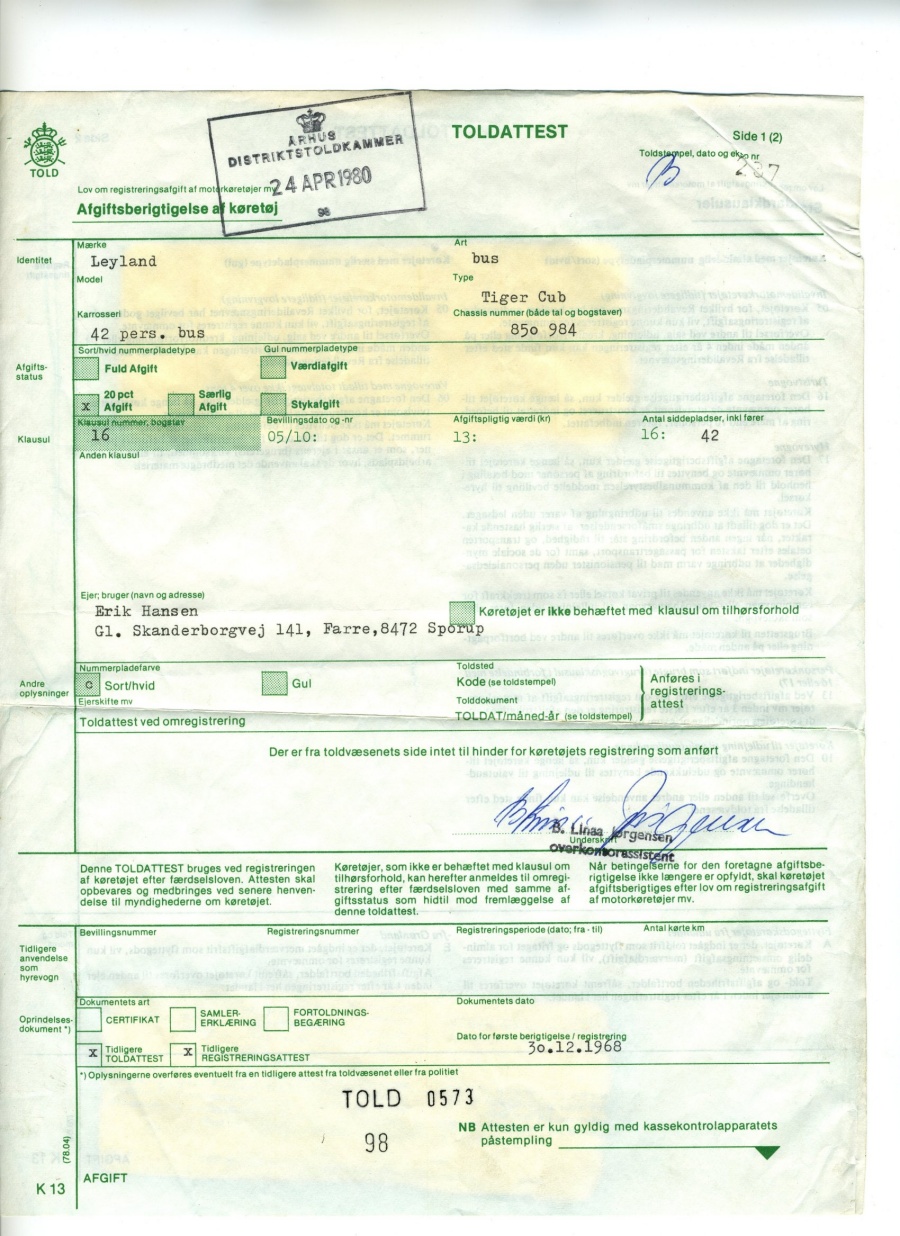 TOLD
ÅRHUS
DISTRIKTSTOLDKAMMER
24 APR 1980
98
TOLDATTEST
Side 1 (2)
Toldstempel, dato og eksp nr
287
Lov om registreringsafgift af motorkøretøjer mv
Afgiftsberigtigelse af køretøj
Identitet
Mærke
Leyland
Art
bus
Model
Type
Tiger Cub
Karrosseri
42 pers. bus
Chassis nummer (både tal og bogstaver)
85o 984
Afgifts-
status
Sort/hvid nummerpladetype
Gul nummerpladetype
Fuld Afgift
Værdiafgift
x 20 pct
Afgift
Særlig
Afgift
Stykafgift
Klausul
Klausul nummer, bogstav
16
Bevillingsdato og -nr
05/10:
Afgiftspligtig værdi (kr)
13:
Antal siddepladser, inkl fører
16: 42
Anden klausul
Ejer; bruger (navn og adresse)
Erik Hansen
Gl. Skanderborgvej 141, Farre,8472 Sporup
Køretøjet er ikke behæftet med klausul om tilhørsforhold
Andre
oplysninger
Nummerpladefarve
c Sort/hvid
Gul
Ejerskifte mv
Toldsted
Kode (se toldstempel)
Tolddokument
TOLDAT/måned-år (se toldstempel)
Anføres i
registrerings-
attest
Toldattest ved omregistrering
Der er fra toldvæsenets side intet til hinder for køretøjets registrering som anført
B. Linaa Jørgensen
Underskrift
overkontorassistent
Denne TOLDATTEST bruges ved registreringen
af køretøjet efter færdselsloven. Attesten skal
opbevares og medbringes ved senere henven-
delse til myndighederne om køretøjet.
Køretøjer, som ikke er behæftet med klausul om
tilhørsforhold, kan herefter anmeldes til omregi-
strering efter færdselsloven med samme af-
giftsstatus som hidtil mod fremlæggelse af
denne toldattest.
Når betingelserne for den foretagne afgiftsbe-
rigtigelse ikke længere er opfyldt, skal køretøjet
afgiftsberigtiges efter lov om registreringsafgift
af motorkøretøjer mv.
Tidligere
anvendelse
som
hyrevogn
Bevillingsnummer
Registreringsnummer
Registreringsperiode (dato; fra - til)
Antal kørte km
Oprindelses-
dokument *)
Dokumentets art
Dokumentets dato
CERTIFIKAT
SAMLER-
ERKLÆRING
FORTOLDNINGS-
BEGÆRING
x Tidligere
TOLDATTEST
x Tidligere
REGISTRERINGSATTEST
Dato for første berigtigelse / registrering
3o.12.1968
*) Oplysningerne overføres eventuelt fra en tidligere attest fra toldvæsenet eller fra politiet
TOLD 0573
98
NB Attesten er kun gyldig med kassekontrolapparatets
påstempling
(78.04)
K 13
AFGIFT